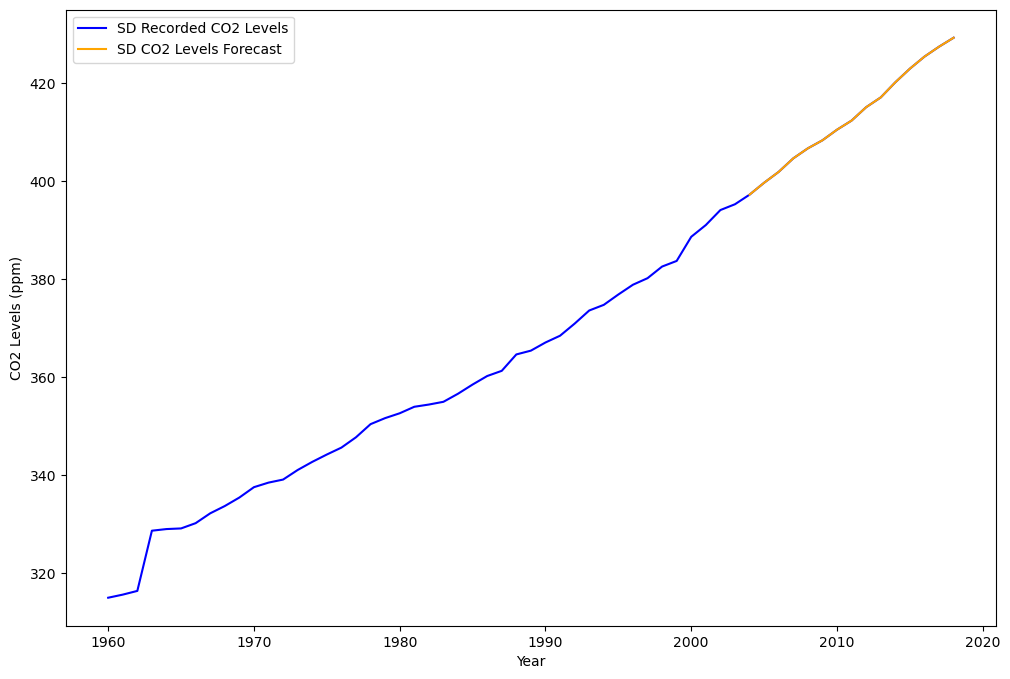 SD Recorded CO2 Levels
SD CO2 Levels Forecast
420
400
380
360
340
320
CO2 Levels (ppm)
1960 1970 1980 1990 2000 2010 2020
Year